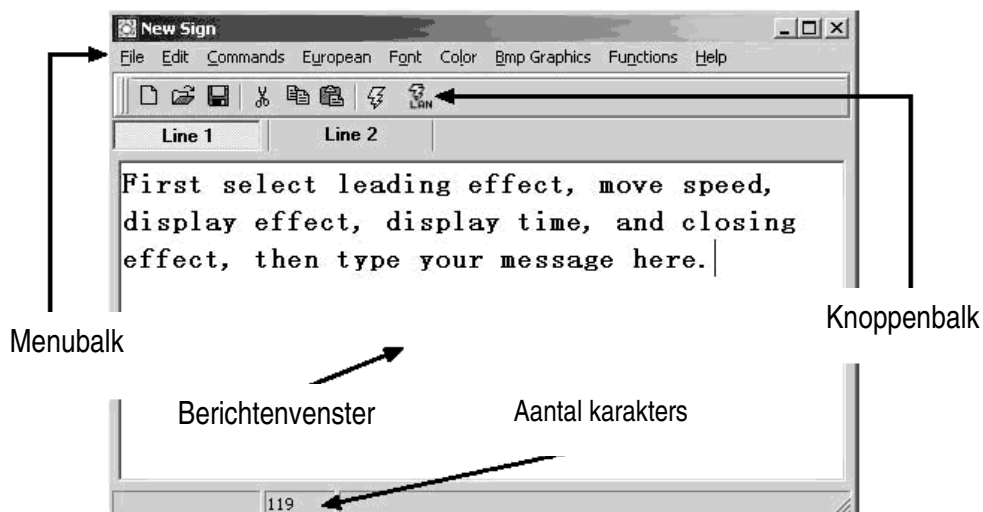 New Sign
File Edit Commands European Font Color Bmp Graphics Functions Help
LAN
Line 1 Line 2
First select leading effect, move speed,
display effect, display time, and closing
effect, then type your message here.
Menubalk
Knoppenbalk
Berichtenvenster
Aantal karakters
119